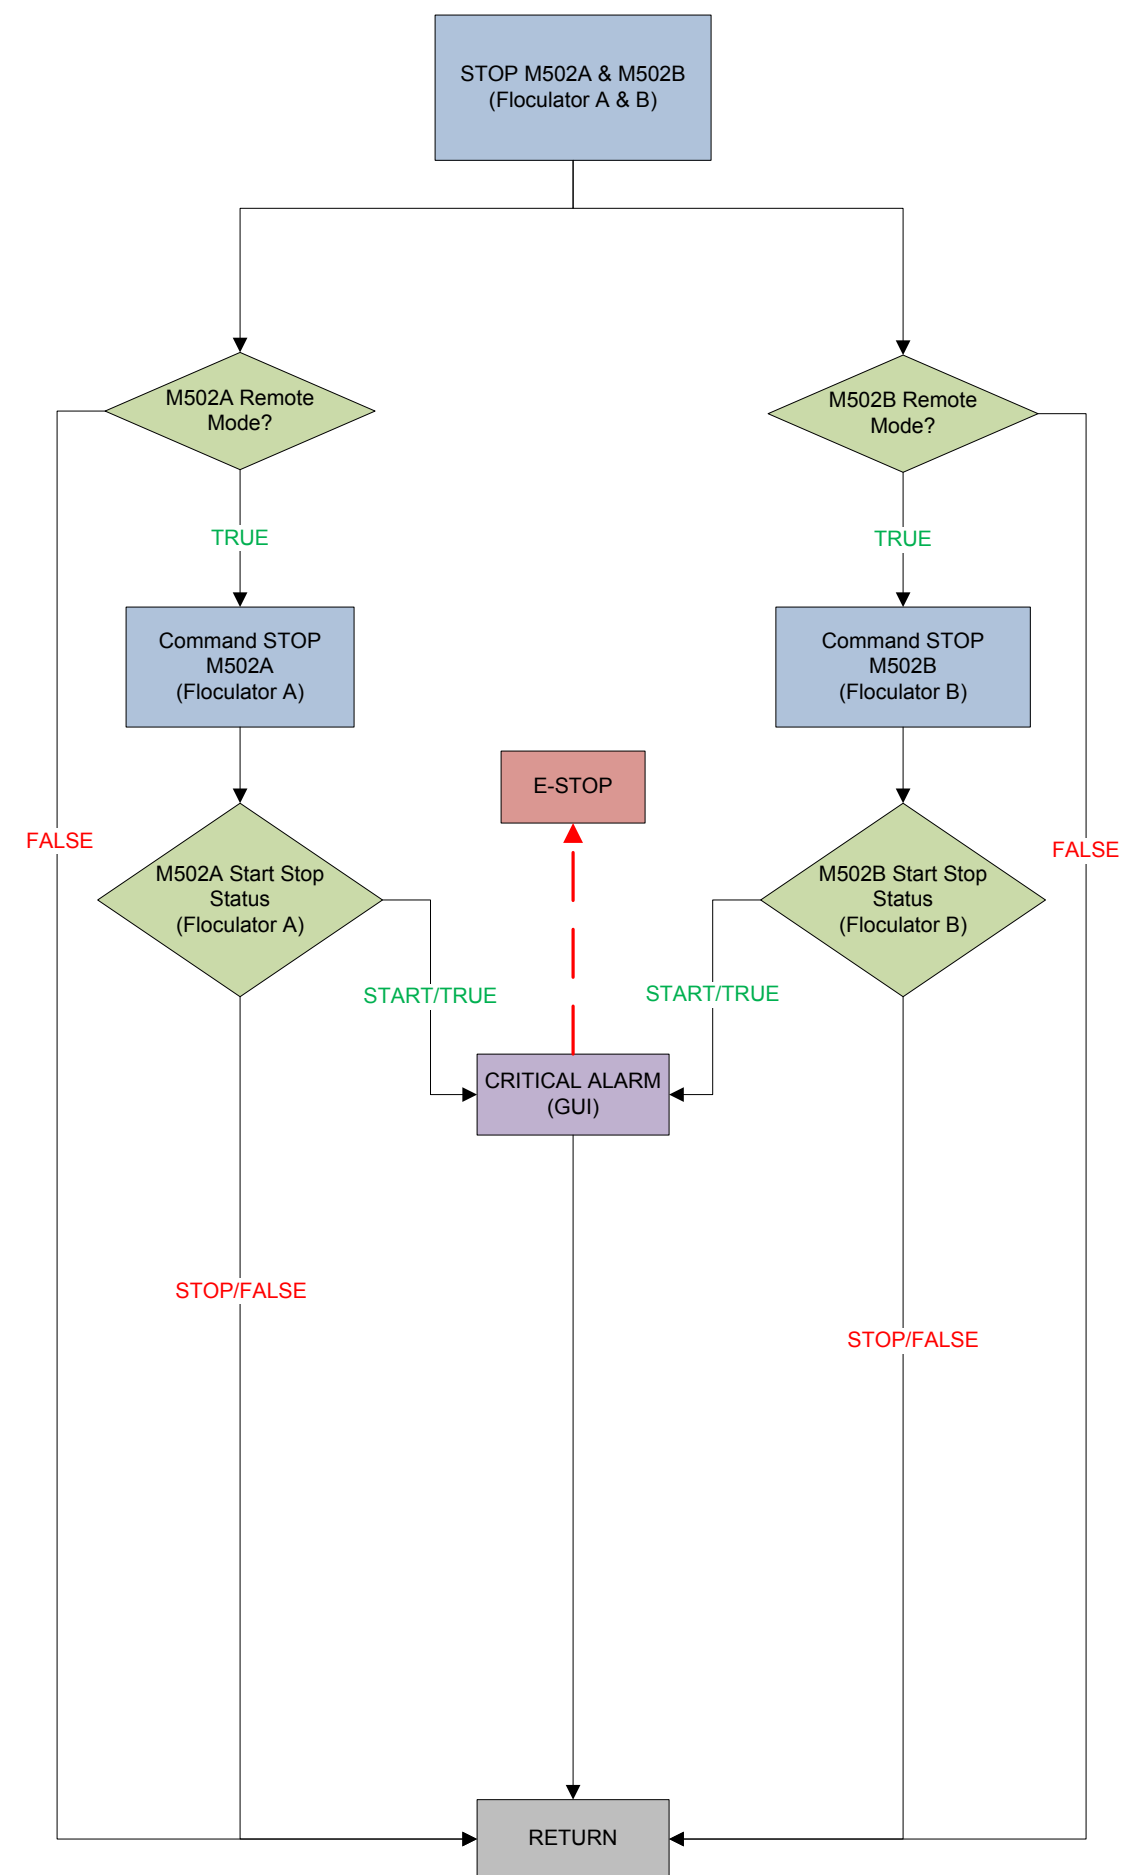 STOP M502A & M502B
(Floculator A & B)
M502A Remote
Mode?
M502B Remote
Mode?
TRUE
TRUE
Command STOP
M502A
(Floculator A)
Command STOP
M502B
(Floculator B)
E-STOP
FALSE
FALSE
M502A Start Stop
Status
(Floculator A)
M502B Start Stop
Status
(Floculator B)
START/TRUE
START/TRUE
CRITICAL ALARM
(GUI)
STOP/FALSE
STOP/FALSE
RETURN